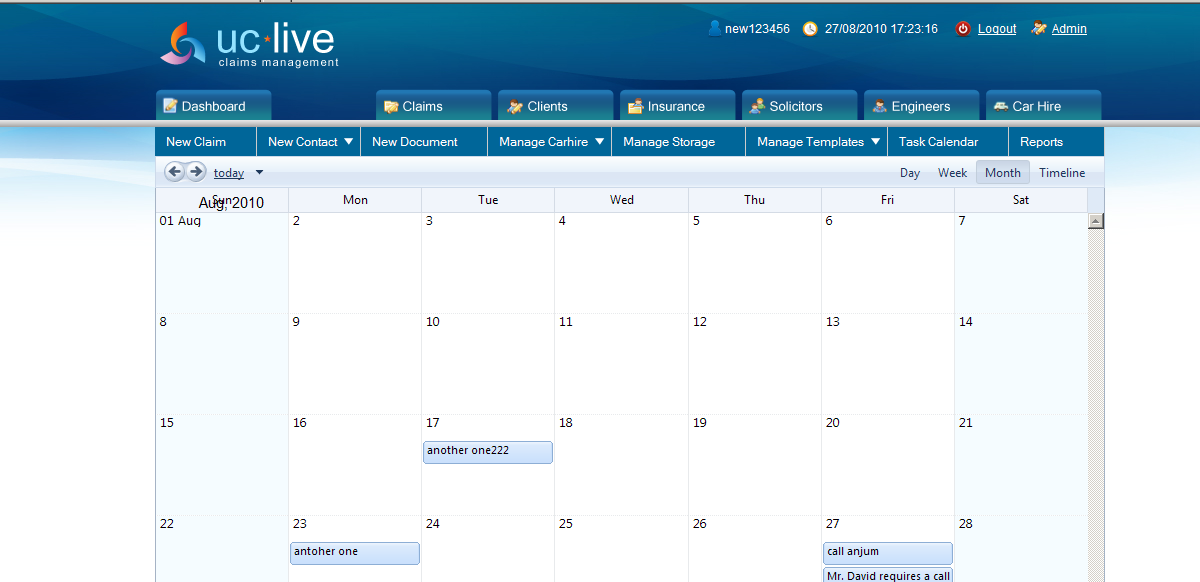 uc live
claims management
new123456 27/08/2010 17:23:16 Logout Admin
Dashboard Claims Clients Insurance Solicitors Engineers Car Hire
New Claim New Contact New Document Manage Carhire Manage Storage Manage Templates Task Calendar Reports
today Day Week Month Timeline
Aug, 2010
Sun Mon Tue Wed Thu Fri Sat
01 Aug 2 3 4 5 6 7
8 9 10 11 12 13 14
15 16 17 18 19 20 21
another one222
22 23 24 25 26 27 28
antoher one call anjum
Mr. David requires a call